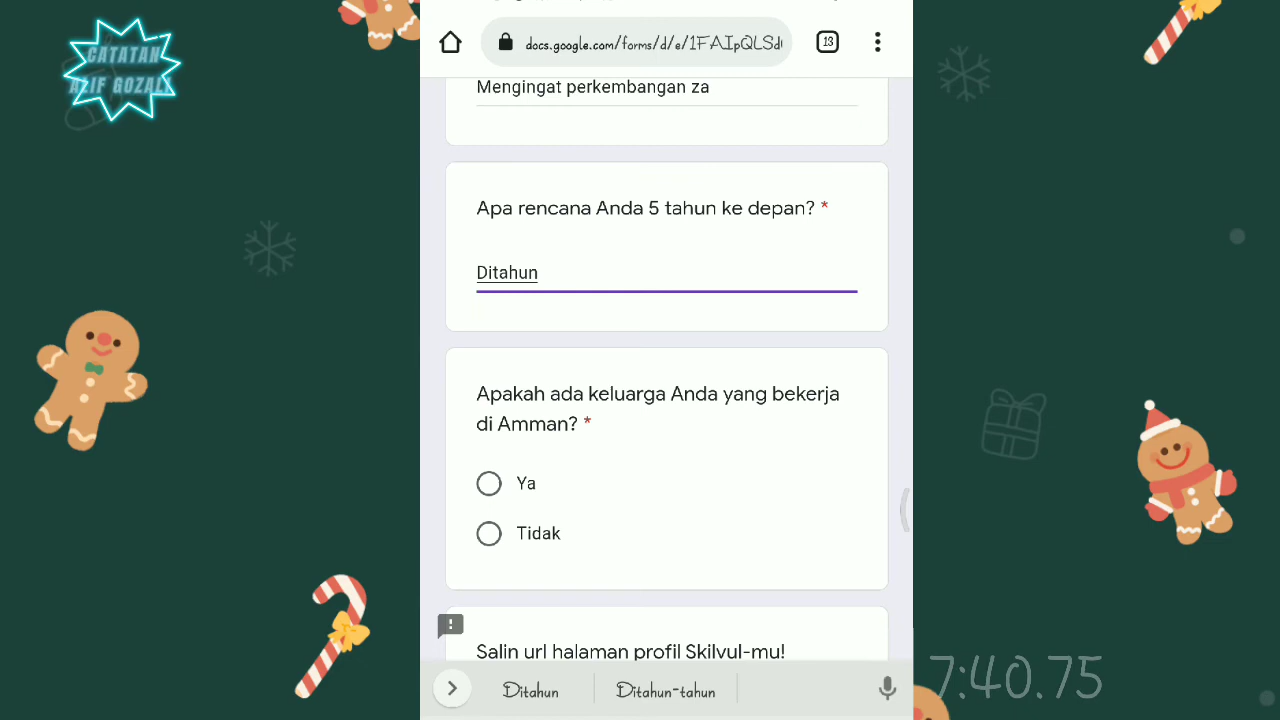 CATATAN
ALIF GOZALI
docs.google.com/forms/d/e/1FAIpQLSd
13
Mengingat perkembangan za
Apa rencana Anda 5 tahun ke depan? *
Ditahun
Apakah ada keluarga Anda yang bekerja
di Amman? *
Ya
Tidak
!
Salin url halaman profil Skilvul-mu!
Ditahun
Ditahun-tahun
7:40.75